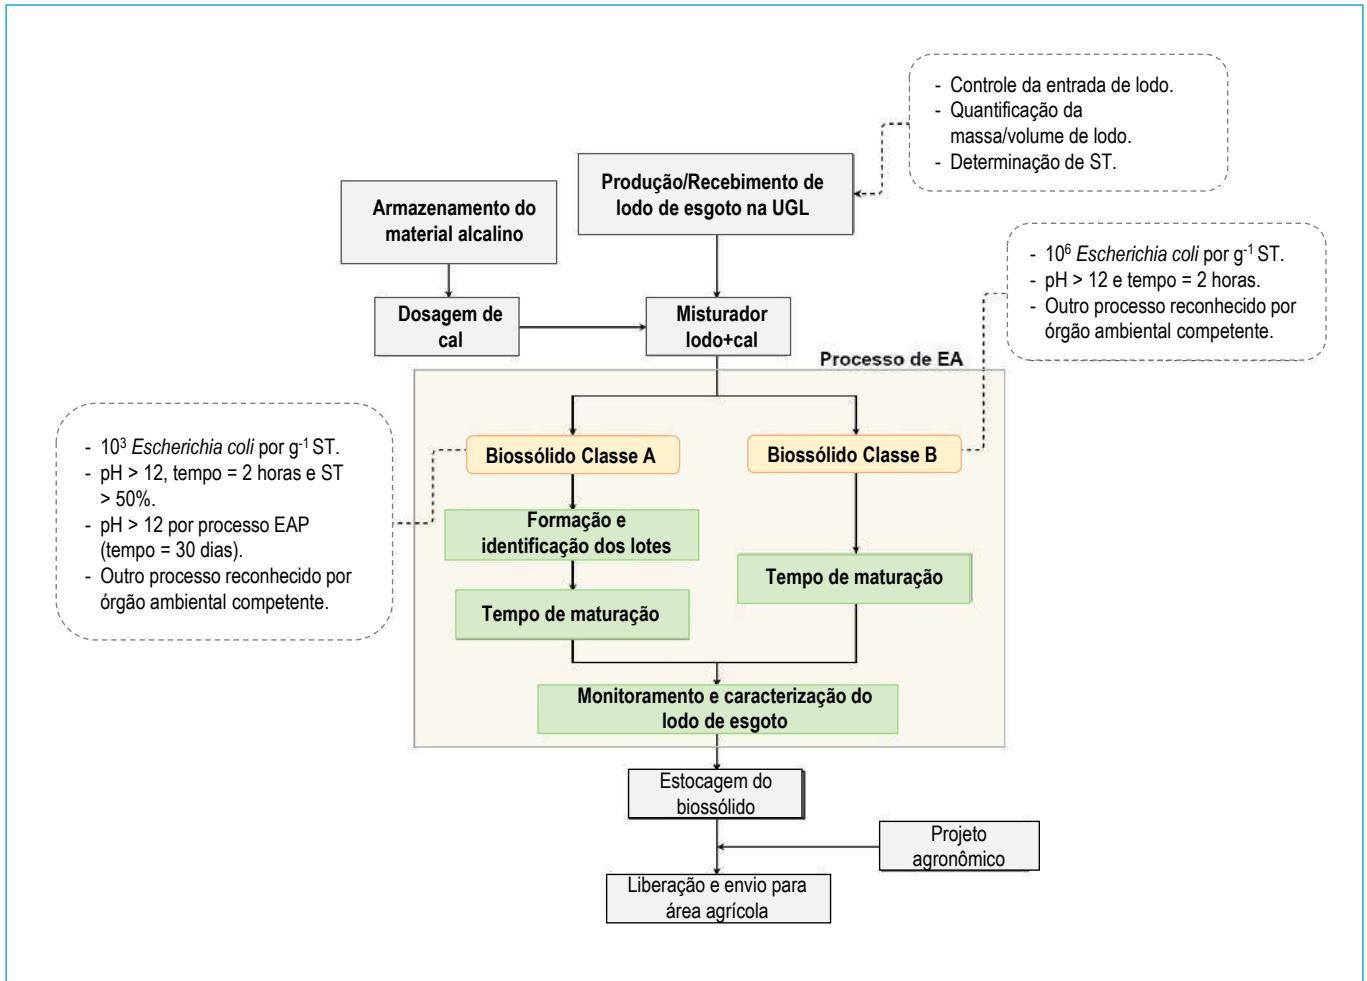 - Controle da entrada de lodo.
- Quantificação da
massa/volume de lodo.
- Determinação de ST.
Produção/Recebimento de
lodo de esgoto na UGL
Armazenamento do
material alcalino
- 10⁶ Escherichia coli por g⁻¹ ST.
- pH > 12 e tempo = 2 horas.
- Outro processo reconhecido por
órgão ambiental competente.
Dosagem de
cal
Misturador
lodo+cal
Processo de EA
- 10³ Escherichia coli por g⁻¹ ST.
- pH > 12, tempo = 2 horas e ST
> 50%.
- pH > 12 por processo EAP
(tempo = 30 dias).
- Outro processo reconhecido por
órgão ambiental competente.
Biossólido Classe A
Biossólido Classe B
Formação e
identificação dos lotes
Tempo de maturação
Tempo de maturação
Monitoramento e caracterização do
lodo de esgoto
Estocagem do
biossólido
Projeto
agronômico
Liberação e envio para
área agrícola